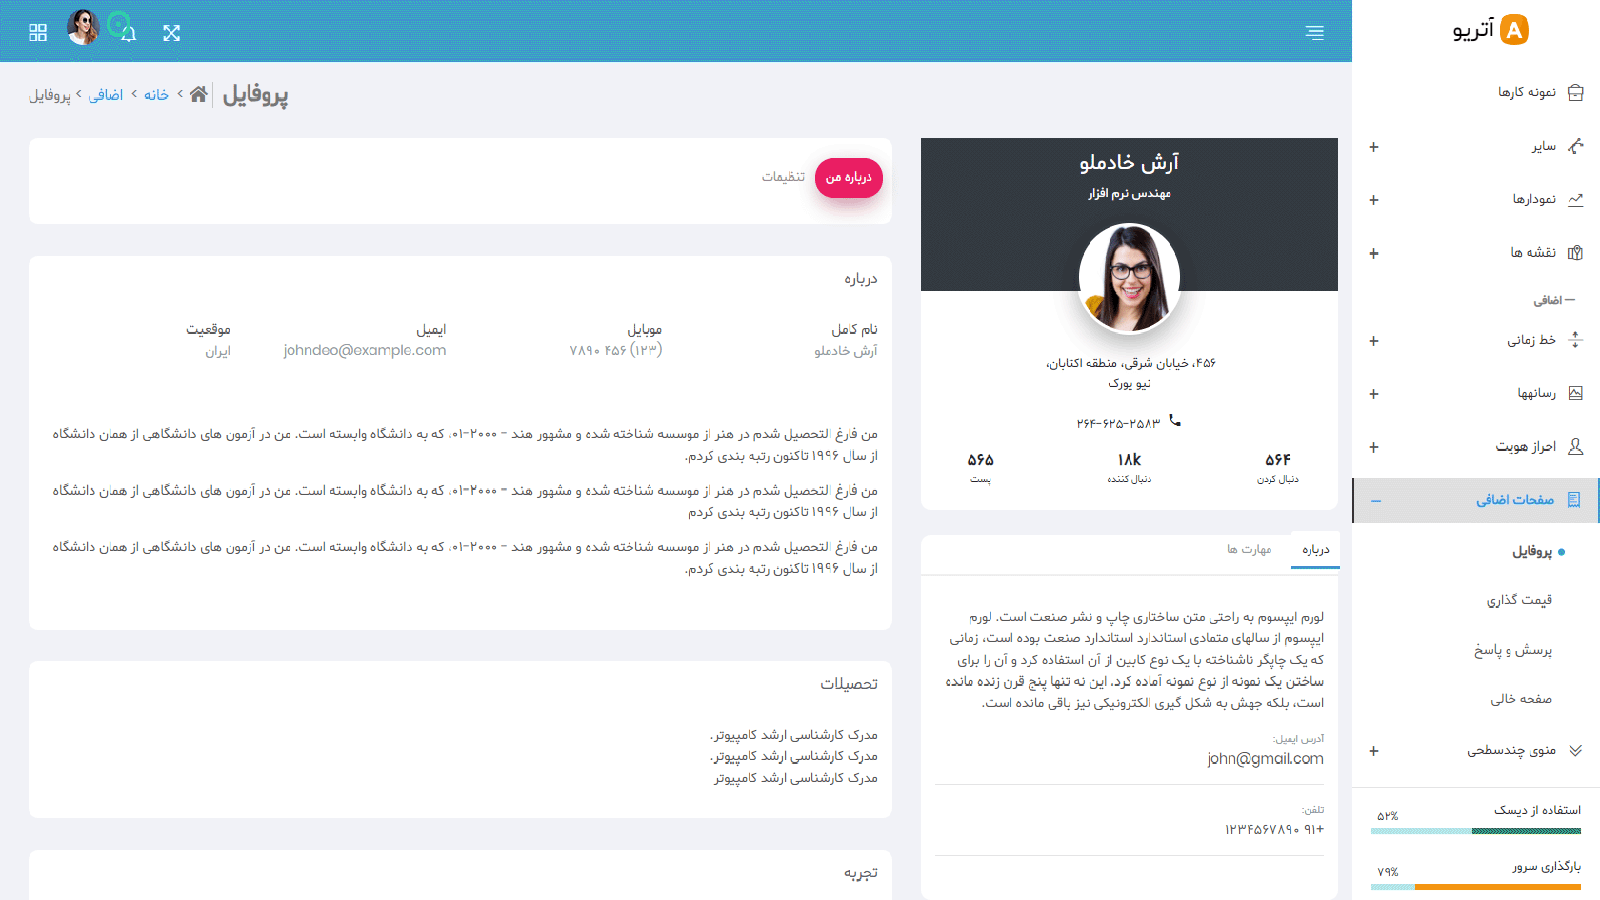 آتریو
نمونه کارها
سایر
نمودارها
نقشه ها
اضافی
خط زمانی
رسانهها
احراز هویت
صفحات اضافی
پروفایل
قیمت گذاری
پرسش و پاسخ
صفحه خالی
منوی چندسطحی
استفاده از دیسک
۵۲%
بارگذاری سرور
۷۹%
پروفایل
خانه > اضافی > پروفایل
آرش خادملو
مهندس نرم افزار
۴۵۶، خیابان شرقی، منطقه اکتابان،
نیو یورک
۲۶۴-۶۲۵-۲۵۸۳
۵۶۴
دنبال کردن
۱۸k
دنبال کننده
۵۶۵
پست
درباره
مهارت ها
لورم ایپسوم به راحتی متن ساختاری چاپ و نشر صنعت است. لورم
ایپسوم از سالهای متمادی استاندارد استاندارد صنعت بوده است، زمانی
که یک چاپگر ناشناخته با یک نوع کابین از آن استفاده کرد و آن را برای
ساختن یک نمونه از نوع نمونه آماده کرد. این نه تنها پنج قرن زنده مانده
است، بلکه جهش به شکل گیری الکترونیکی نیز باقی مانده است.
آدرس ایمیل:
john@gmail.com
تلفن:
+۹۱ ۱۲۳۴۵۶۷۸۹۰
درباره من
تنظیمات
درباره
نام کامل
آرش خادملو
موبایل
(۱۲۳) ۴۵۶ ۷۸۹۰
ایمیل
johndeo@example.com
موقعیت
ایران
من فارغ التحصیل شدم در هنر از موسسه شناخته شده و مشهور هند - ۲۰۰۰-۰۱، که به دانشگاه وابسته است. من در آزمون های دانشگاهی از همان دانشگاه
از سال ۱۹۹۶ تاکنون رتبه بندی کردم.
من فارغ التحصیل شدم در هنر از موسسه شناخته شده و مشهور هند - ۲۰۰۰-۰۱، که به دانشگاه وابسته است. من در آزمون های دانشگاهی از همان دانشگاه
از سال ۱۹۹۶ تاکنون رتبه بندی کردم
من فارغ التحصیل شدم در هنر از موسسه شناخته شده و مشهور هند - ۲۰۰۰-۰۱، که به دانشگاه وابسته است. من در آزمون های دانشگاهی از همان دانشگاه
از سال ۱۹۹۶ تاکنون رتبه بندی کردم.
تحصیلات
مدرک کارشناسی ارشد کامپیوتر.
مدرک کارشناسی ارشد کامپیوتر.
مدرک کارشناسی ارشد کامپیوتر
تجربه